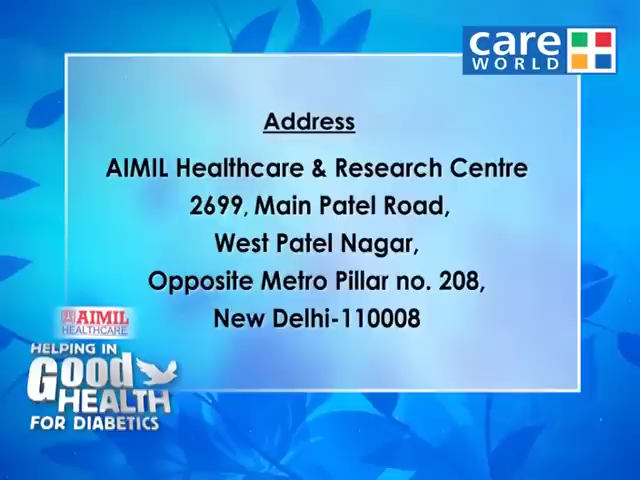 care
WORLD
Address
AIMIL Healthcare & Research Centre
2699, Main Patel Road,
West Patel Nagar,
Opposite Metro Pillar no. 208,
New Delhi-110008
AIMIL
HEALTHCARE
HELPING IN
Good
HEALTH
FOR DIABETICS